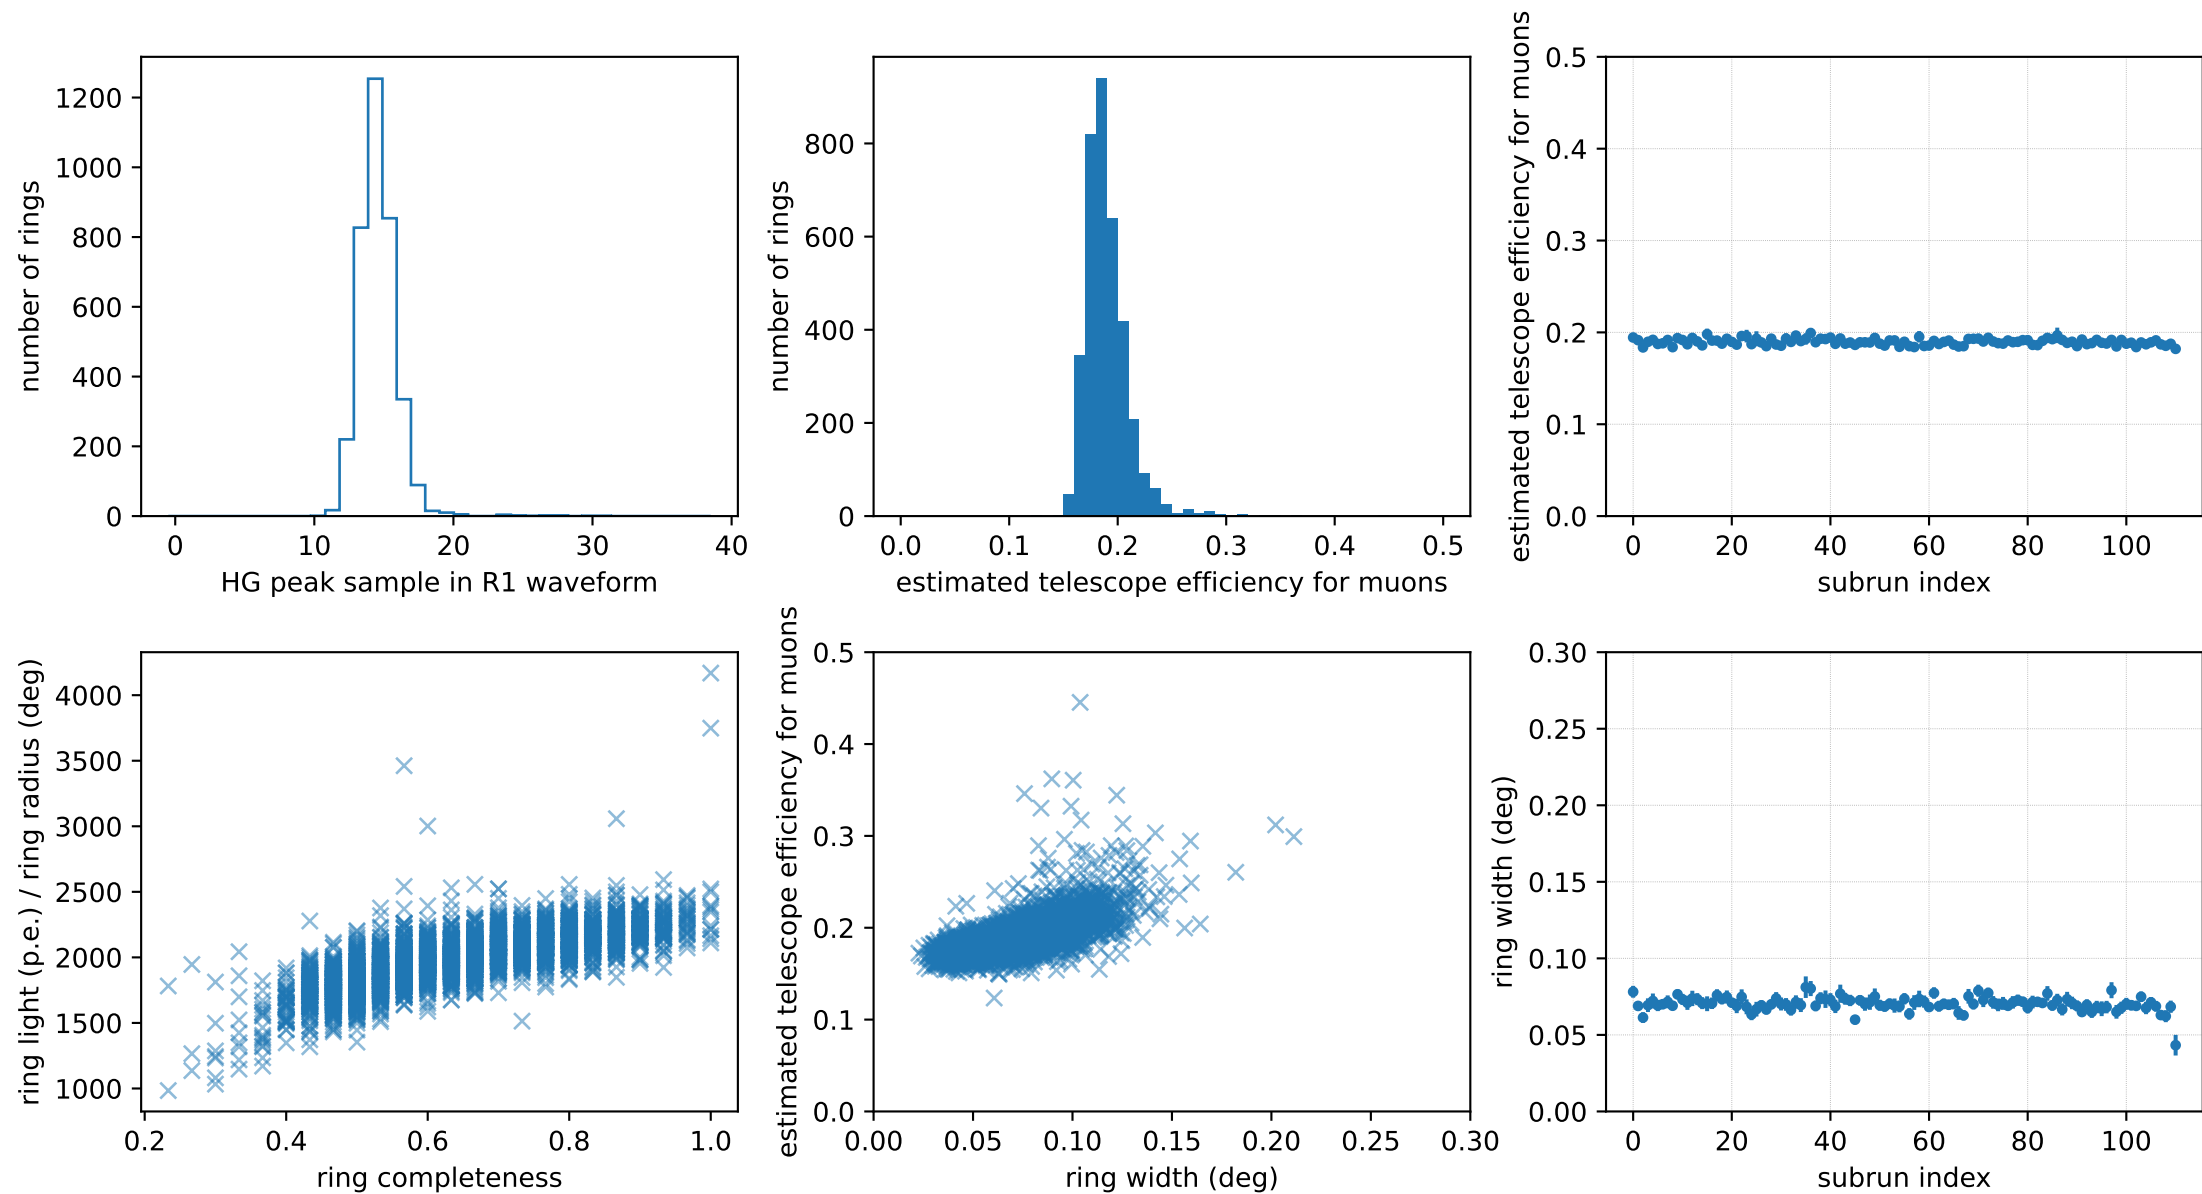 number of rings
1200
1000
800
600
400
200
0
0 10 20 30 40
HG peak sample in R1 waveform
number of rings
800
600
400
200
0
0.0 0.1 0.2 0.3 0.4 0.5
estimated telescope efficiency for muons
estimated telescope efficiency for muons
0.5
0.4
0.3
0.2
0.1
0.0
0 20 40 60 80 100
subrun index
ring light (p.e.) / ring radius (deg)
4000
3500
3000
2500
2000
1500
1000
0.2 0.4 0.6 0.8 1.0
ring completeness
estimated telescope efficiency for muons
0.5
0.4
0.3
0.2
0.1
0.0
0.00 0.05 0.10 0.15 0.20 0.25 0.30
ring width (deg)
ring width (deg)
0.30
0.25
0.20
0.15
0.10
0.05
0.00
0 20 40 60 80 100
subrun index